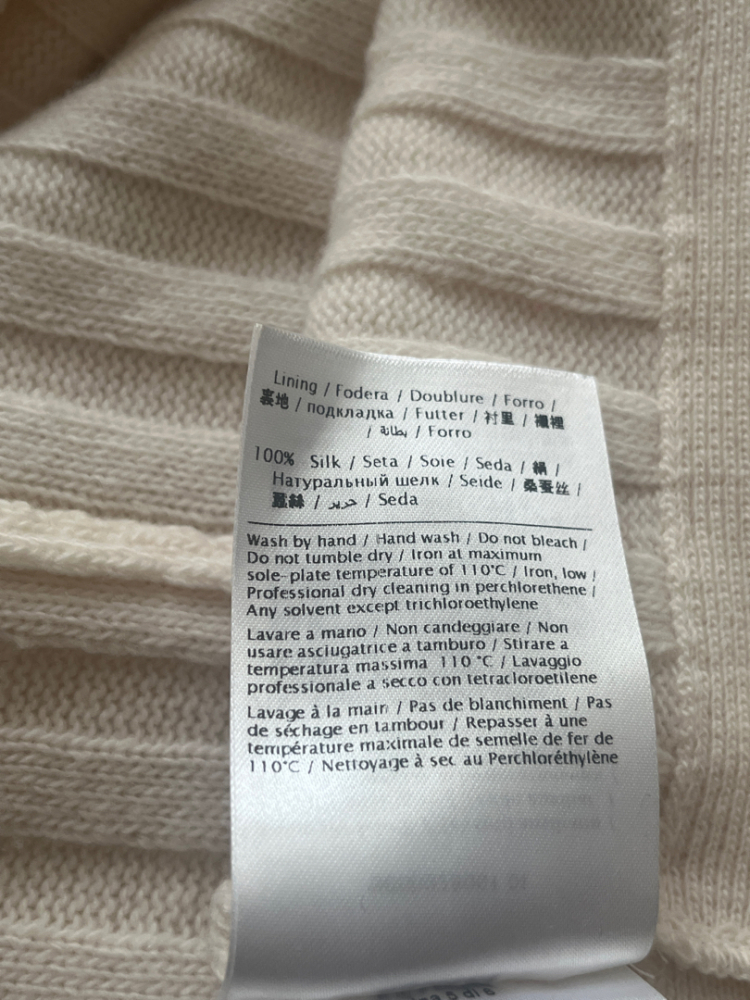 Lining / Fodera / Doublure / Forro /
裏地 / подкладка / Futter / 衬里 / 襯裡
/ بطانة / Forro
100% Silk / Seta / Soie / Seda / 絹 /
Натуральный шелк / Seide / 桑蚕丝 /
蠶絲 / حرير / Seda
Wash by hand / Hand wash / Do not bleach /
Do not tumble dry / Iron at maximum
sole-plate temperature of 110°C / Iron, low /
Professional dry cleaning in perchlorethene /
Any solvent except trichloroethylene
Lavare a mano / Non candeggiare / Non
usare asciugatrice a tamburo / Stirare a
temperatura massima 110°C / Lavaggio
professionale a secco con tetracloroetilene
Lavage à la main / Pas de blanchiment / Pas
de séchage en tambour / Repasser à une
température maximale de semelle de fer de
110°C / Nettoyage à sec au Perchloréthylène